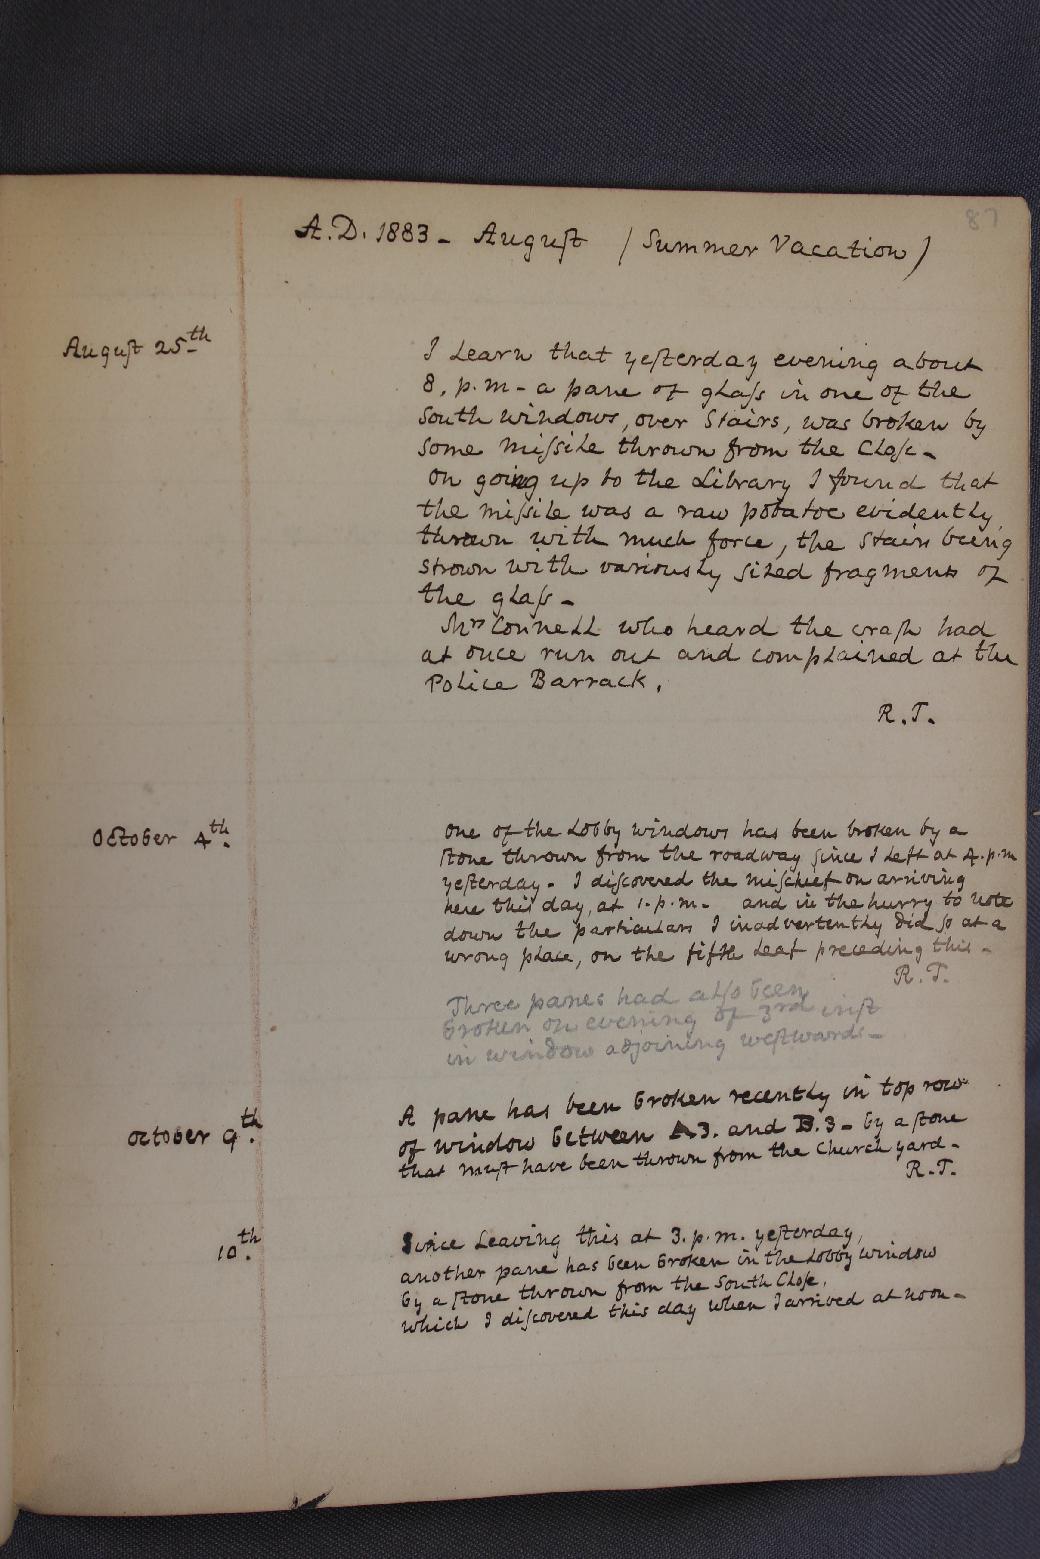 87
A.D. 1883 - August (Summer Vacation)
August 25th
I learn that yesterday evening about
8. p.m - a pane of glass in one of the
South windows, over Stairs, was broken by
some missile thrown from the Close -
on going up to the Library I found that
the missile was a raw potatoe evidently
thrown with much force, the stairs being
strown with variously sized fragments of
the glass -
Mrs Connell who heard the crash had
at once run out and complained at the
Police Barrack.
R.T.
October 4th.
one of the Lobby windows has been broken by a
stone thrown from the roadway since I left at 4. p.m
yesterday - I discovered the mischief on arriving
here this day, at 1. p.m. - and in the hurry to note
down the particulars I inadvertently did so at a
wrong place, on the fifth leaf preceding this -
R.T.
Three panes had also been
broken on evening of 3rd inst
in window adjoining westwards -
October 9th.
A pane has been broken recently in top row
of window between A 3. and B. 3 - by a stone
that must have been thrown from the Church yard -
R.T.
10th.
Since leaving this at 3. p.m. yesterday,
another pane has been broken in the Lobby window
by a stone thrown from the South Close,
which I discovered this day when I arrived at noon -